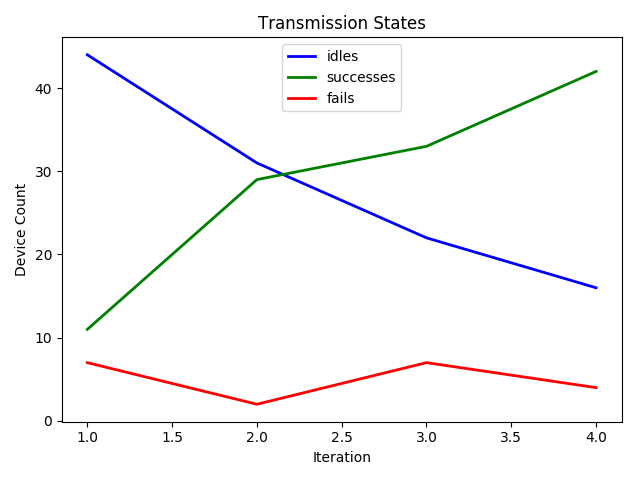 Transmission States
idles
successes
fails
Device Count
40
30
20
10
0
1.0 1.5 2.0 2.5 3.0 3.5 4.0
Iteration